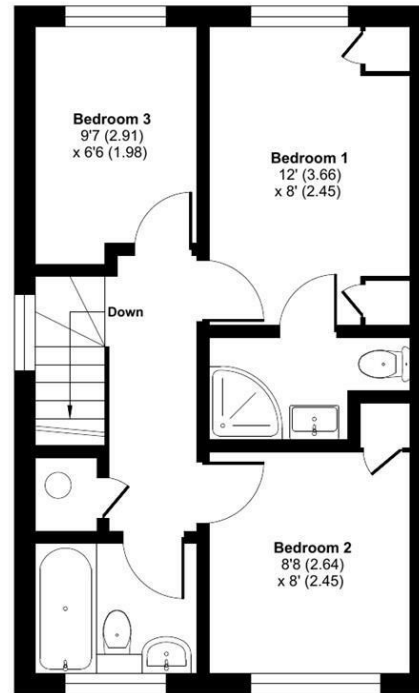 Bedroom 3
9'7 (2.91)
x 6'6 (1.98)
Bedroom 1
12' (3.66)
x 8' (2.45)
Down
Bedroom 2
8'8 (2.64)
x 8' (2.45)